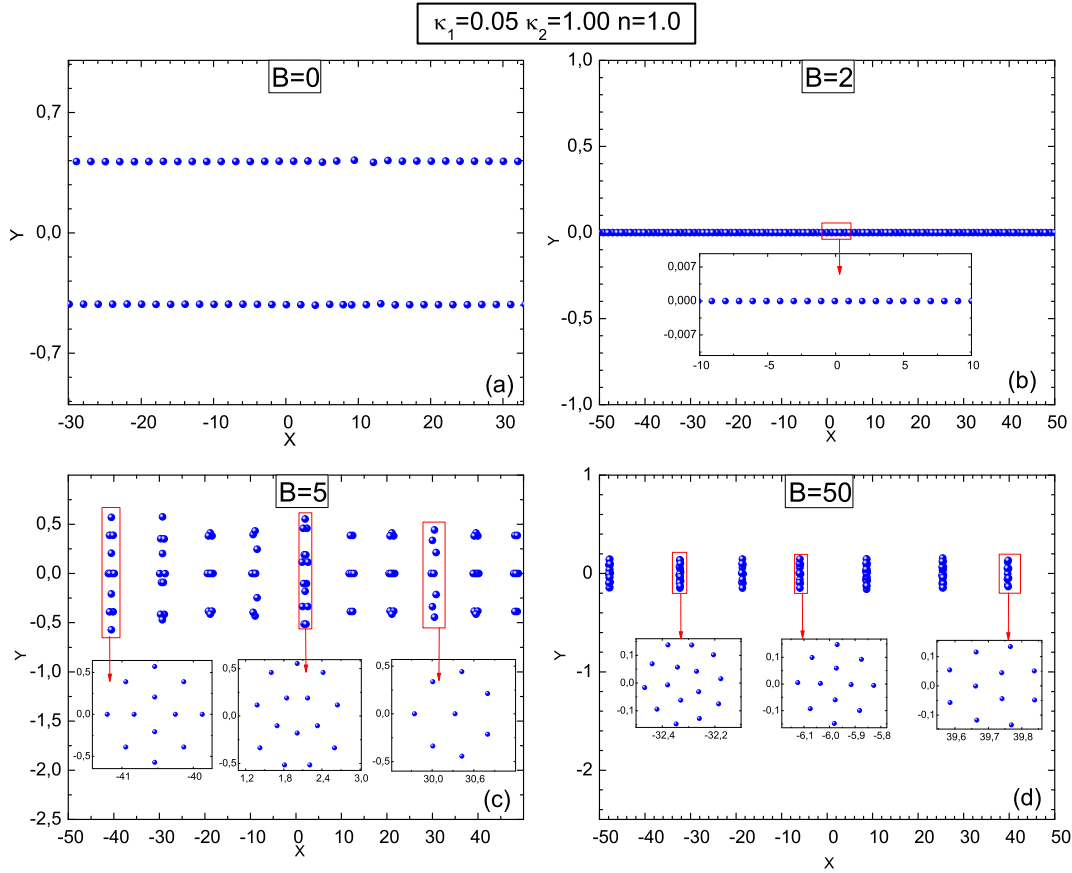 κ1=0.05 κ2=1.00 n=1.0
B=0
0,7
0,0
-0,7
Y
-30 -20 -10 0 10 20 30
X
(a)
B=2
1,0
0,5
0,0
-0,5
-1,0
Y
0,007
0,000
-0,007
-10 -5 0 5 10
-50 -40 -30 -20 -10 0 10 20 30 40 50
X
(b)
B=5
0,5
0,0
-0,5
-1,0
-1,5
-2,0
-2,5
Y
0,5
0,0
-0,5
-41 -40
0,5
0,0
-0,5
1,2 1,8 2,4 3,0
0,5
0,0
-0,5
30,0 30,6
-50 -40 -30 -20 -10 0 10 20 30 40
X
(c)
B=50
1
0
-1
-2
Y
0,1
0,0
-0,1
-32,4 -32,2
0,1
0,0
-0,1
-6,1 -6,0 -5,9 -5,8
0,1
0,0
-0,1
39,6 39,7 39,8
-50 -40 -30 -20 -10 0 10 20 30 40 50
X
(d)